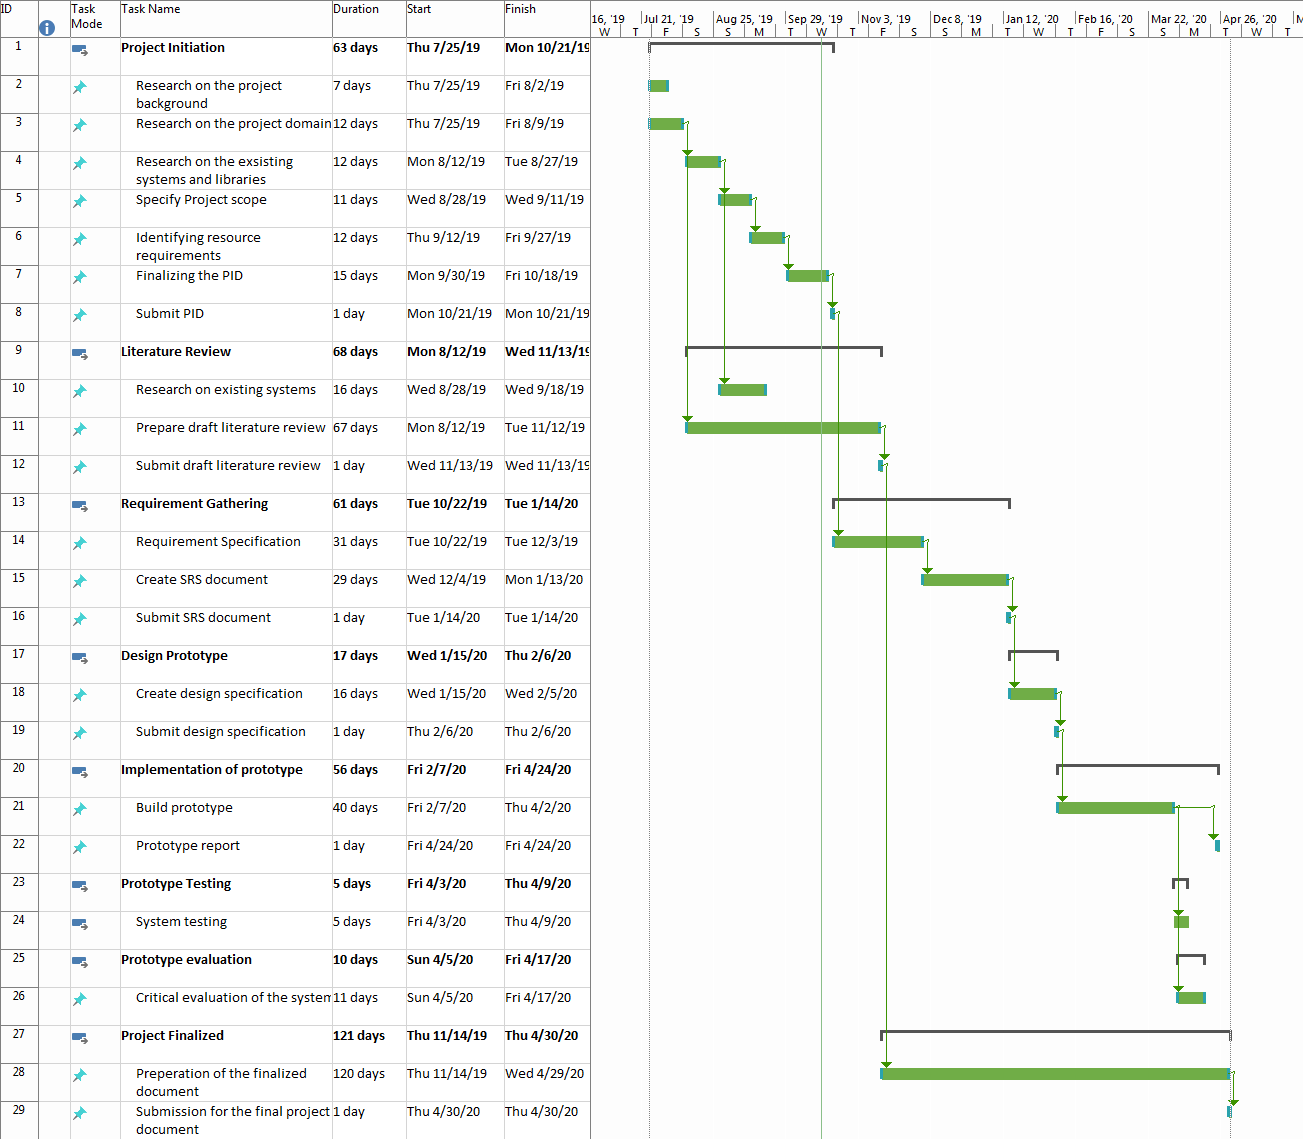 ID Task Mode Task Name Duration Start Finish
16, '19 Jul 21, '19 Aug 25, '19 Sep 29, '19 Nov 3, '19 Dec 8, '19 Jan 12, '20 Feb 16, '20 Mar 22, '20 Apr 26, '20 M
W T F S S M T W T F S S M T W T F S S M T W T
1 Project Initiation 63 days Thu 7/25/19 Mon 10/21/19
2 Research on the project 7 days Thu 7/25/19 Fri 8/2/19
background
3 Research on the project domain 12 days Thu 7/25/19 Fri 8/9/19
4 Research on the exsisting 12 days Mon 8/12/19 Tue 8/27/19
systems and libraries
5 Specify Project scope 11 days Wed 8/28/19 Wed 9/11/19
6 Identifying resource 12 days Thu 9/12/19 Fri 9/27/19
requirements
7 Finalizing the PID 15 days Mon 9/30/19 Fri 10/18/19
8 Submit PID 1 day Mon 10/21/19 Mon 10/21/19
9 Literature Review 68 days Mon 8/12/19 Wed 11/13/19
10 Research on existing systems 16 days Wed 8/28/19 Wed 9/18/19
11 Prepare draft literature review 67 days Mon 8/12/19 Tue 11/12/19
12 Submit draft literature review 1 day Wed 11/13/19 Wed 11/13/19
13 Requirement Gathering 61 days Tue 10/22/19 Tue 1/14/20
14 Requirement Specification 31 days Tue 10/22/19 Tue 12/3/19
15 Create SRS document 29 days Wed 12/4/19 Mon 1/13/20
16 Submit SRS document 1 day Tue 1/14/20 Tue 1/14/20
17 Design Prototype 17 days Wed 1/15/20 Thu 2/6/20
18 Create design specification 16 days Wed 1/15/20 Wed 2/5/20
19 Submit design specification 1 day Thu 2/6/20 Thu 2/6/20
20 Implementation of prototype 56 days Fri 2/7/20 Fri 4/24/20
21 Build prototype 40 days Fri 2/7/20 Thu 4/2/20
22 Prototype report 1 day Fri 4/24/20 Fri 4/24/20
23 Prototype Testing 5 days Fri 4/3/20 Thu 4/9/20
24 System testing 5 days Fri 4/3/20 Thu 4/9/20
25 Prototype evaluation 10 days Sun 4/5/20 Fri 4/17/20
26 Critical evaluation of the system 11 days Sun 4/5/20 Fri 4/17/20
27 Project Finalized 121 days Thu 11/14/19 Thu 4/30/20
28 Preperation of the finalized 120 days Thu 11/14/19 Wed 4/29/20
document
29 Submission for the final project 1 day Thu 4/30/20 Thu 4/30/20
document